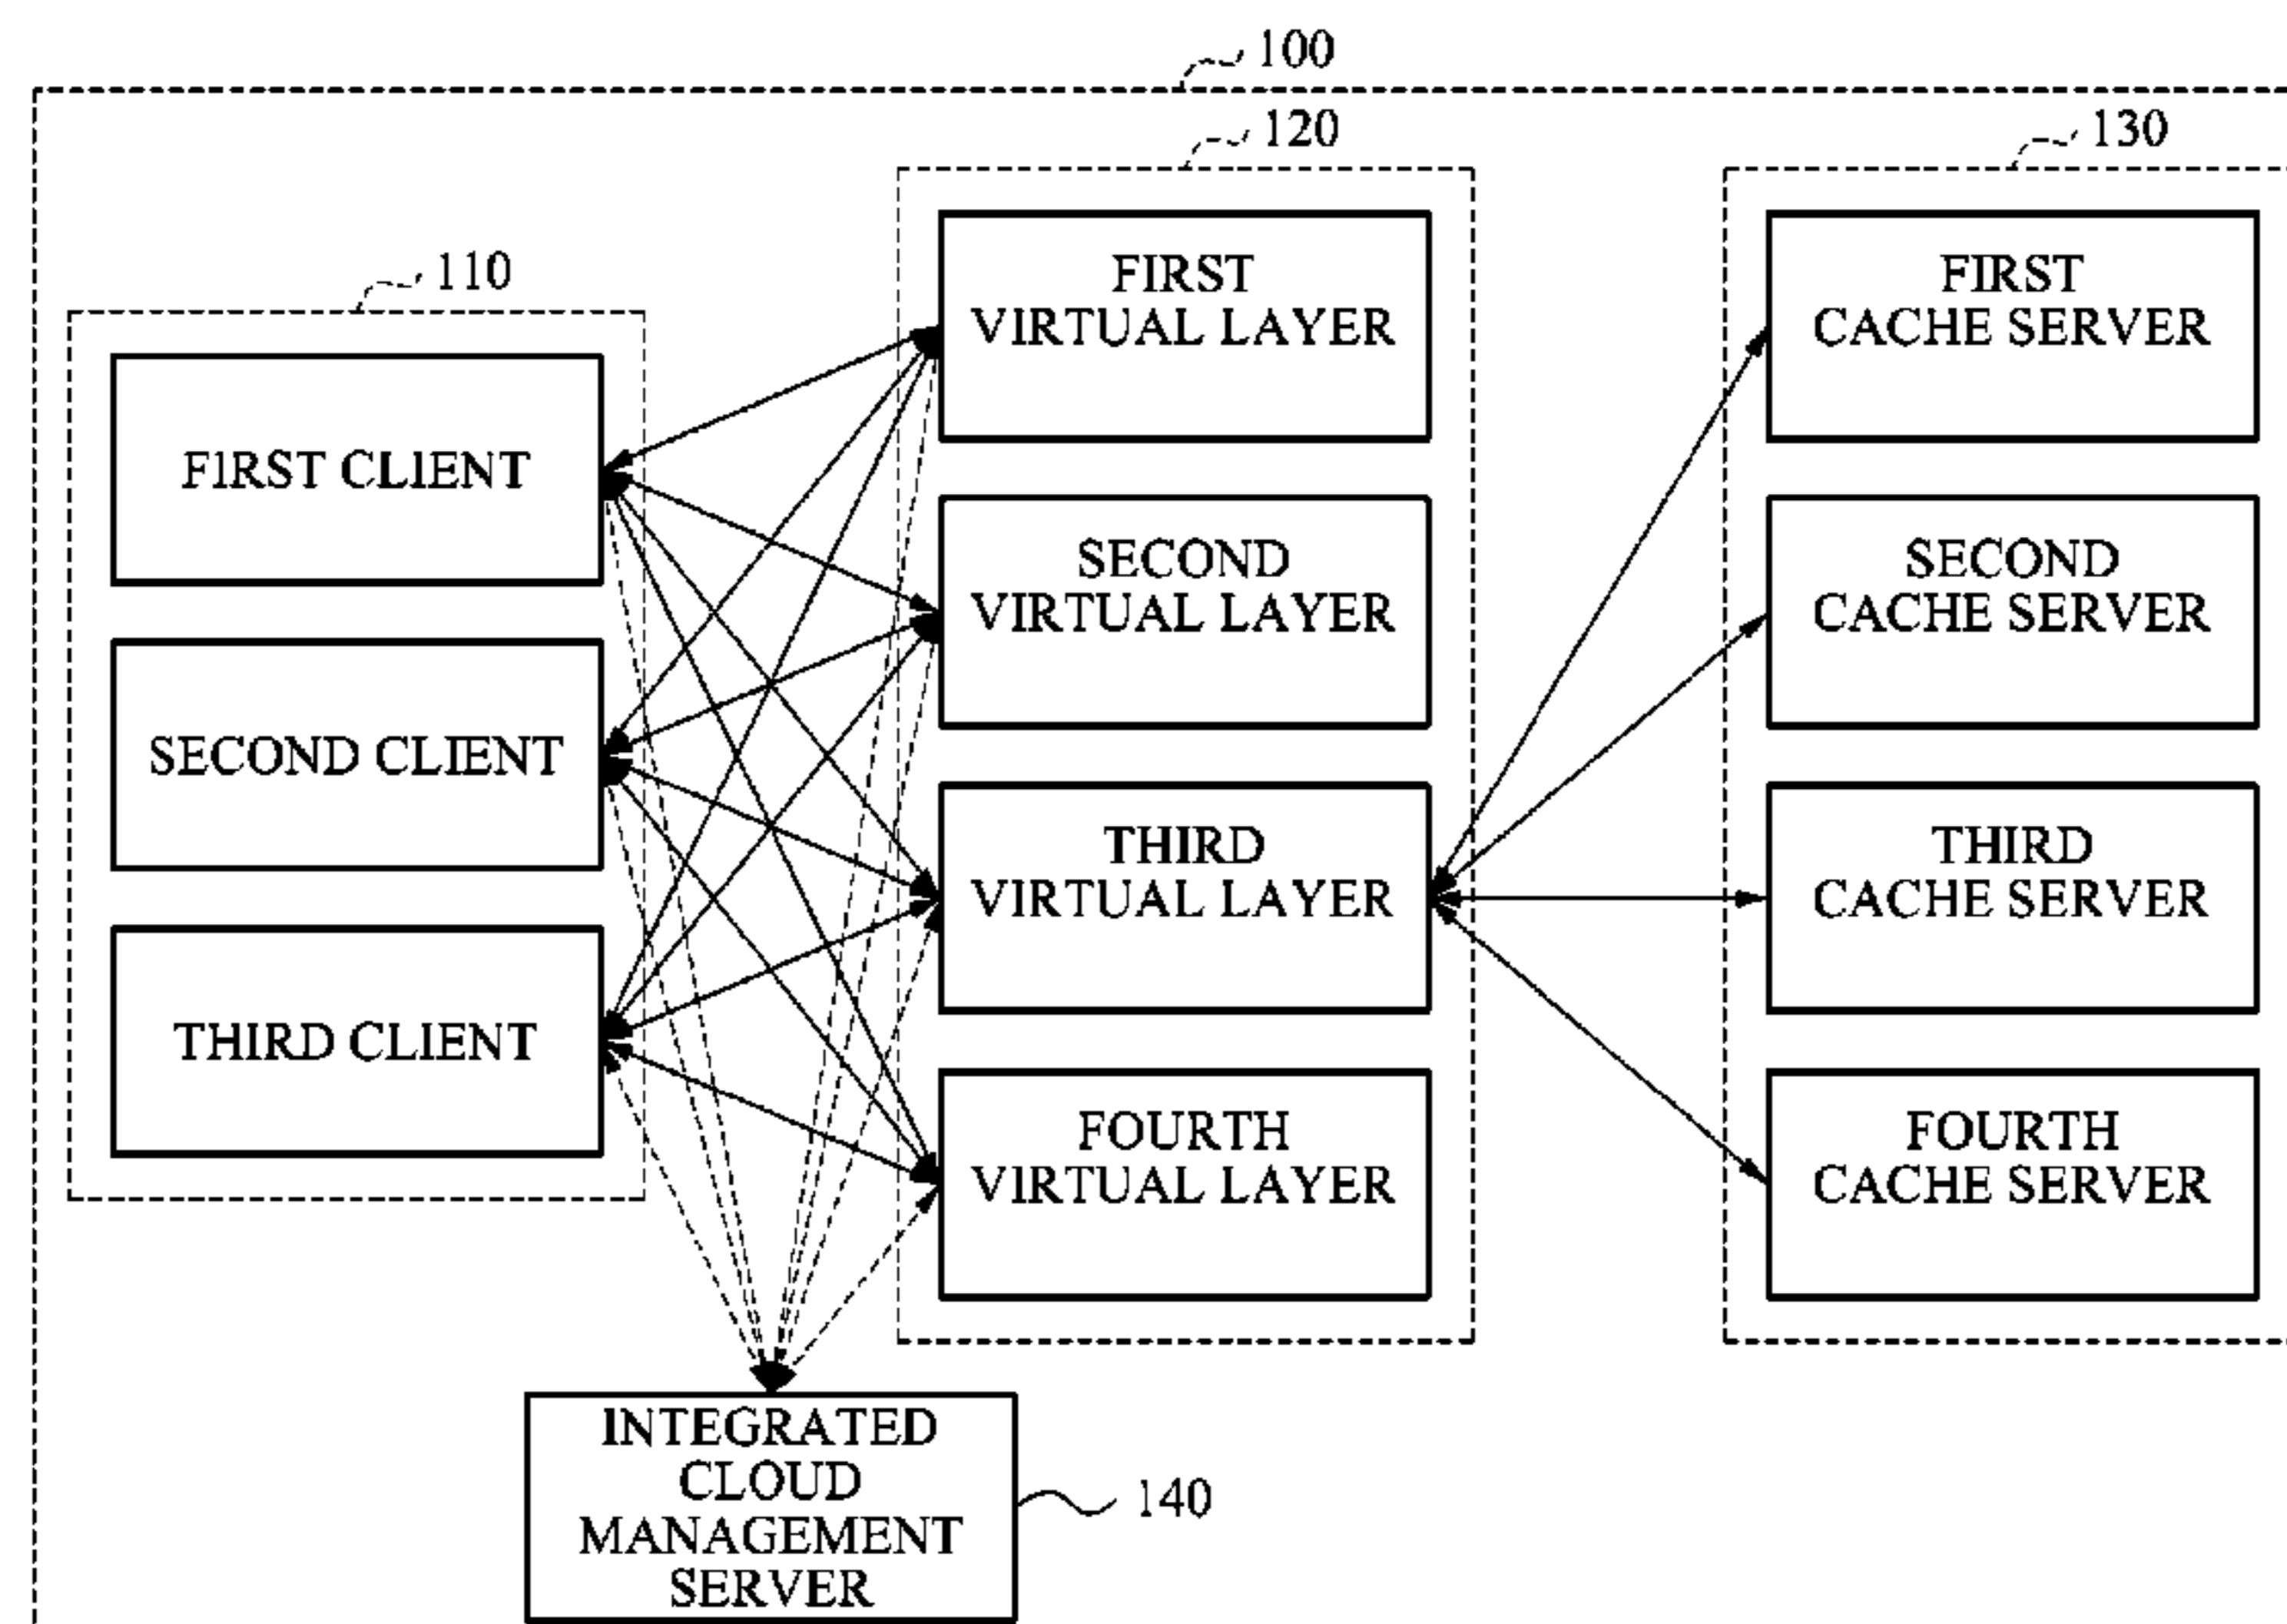 100
120
130
110
FIRST
VIRTUAL LAYER
FIRST
CACHE SERVER
FIRST CLIENT
SECOND
VIRTUAL LAYER
SECOND
CACHE SERVER
SECOND CLIENT
THIRD
VIRTUAL LAYER
THIRD
CACHE SERVER
THIRD CLIENT
FOURTH
VIRTUAL LAYER
FOURTH
CACHE SERVER
INTEGRATED
CLOUD
MANAGEMENT
SERVER
140